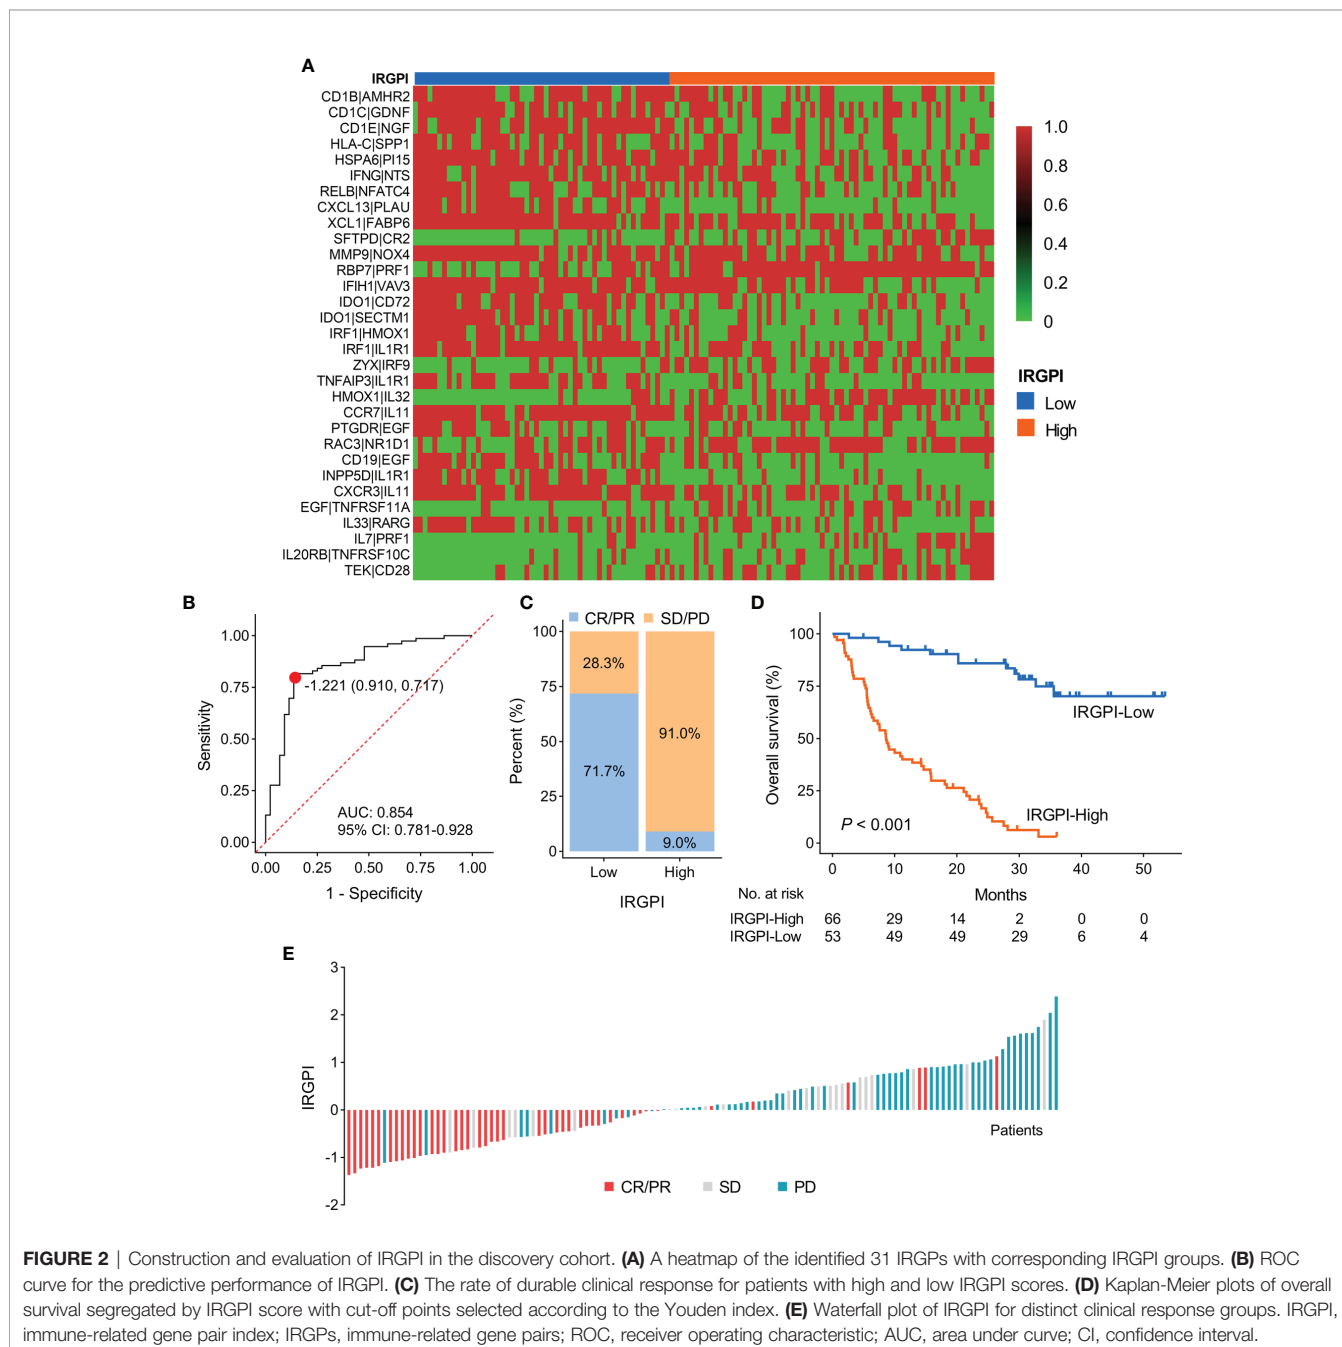 A
IRGPI
CD1B|AMHR2
CD1C|GDNF
CD1E|NGF
HLA-C|SPP1
HSPA6|PI15
IFNG|NTS
RELB|NFATC4
CXCL13|PLAU
XCL1|FABP6
SFTPD|CR2
MMP9|NOX4
RBP7|PRF1
IFIH1|VAV3
IDO1|CD72
IDO1|SECTM1
IRF1|HMOX1
IRF1|IL1R1
ZYX|IRF9
TNFAIP3|IL1R1
HMOX1|IL32
CCR7|IL11
PTGDR|EGF
RAC3|NR1D1
CD19|EGF
INPP5D|IL1R1
CXCR3|IL11
EGF|TNFRSF11A
IL33|RARG
IL7|PRF1
IL20RB|TNFRSF10C
TEK|CD28
1.0
0.8
0.6
0.4
0.2
0
IRGPI
Low
High
B
Sensitivity
1.00
0.75
0.50
0.25
0.00
-1.221 (0.910, 0.717)
AUC: 0.854
95% CI: 0.781-0.928
0.00 0.25 0.50 0.75 1.00
1 - Specificity
C
CR/PR SD/PD
Percent (%)
100
75
50
25
0
28.3%
71.7%
91.0%
9.0%
Low High
IRGPI
D
Overall survival (%)
100
75
50
25
0
IRGPI-Low
IRGPI-High
P < 0.001
0 10 20 30 40 50
No. at risk Months
IRGPI-High 66 29 14 2 0 0
IRGPI-Low 53 49 49 29 6 4
E
IRGPI
3
2
1
0
-1
-2
Patients
CR/PR SD PD
FIGURE 2 | Construction and evaluation of IRGPI in the discovery cohort. (A) A heatmap of the identified 31 IRGPs with corresponding IRGPI groups. (B) ROC
curve for the predictive performance of IRGPI. (C) The rate of durable clinical response for patients with high and low IRGPI scores. (D) Kaplan-Meier plots of overall
survival segregated by IRGPI score with cut-off points selected according to the Youden index. (E) Waterfall plot of IRGPI for distinct clinical response groups. IRGPI,
immune-related gene pair index; IRGPs, immune-related gene pairs; ROC, receiver operating characteristic; AUC, area under curve; CI, confidence interval.